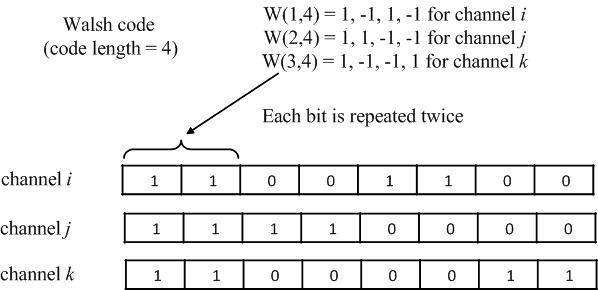 Walsh code
(code length = 4)
W(1,4) = 1, -1, 1, -1 for channel i
W(2,4) = 1, 1, -1, -1 for channel j
W(3,4) = 1, -1, -1, 1 for channel k
Each bit is repeated twice
channel i 1 1 0 0 1 1 0 0
channel j 1 1 1 1 0 0 0 0
channel k 1 1 0 0 0 0 1 1